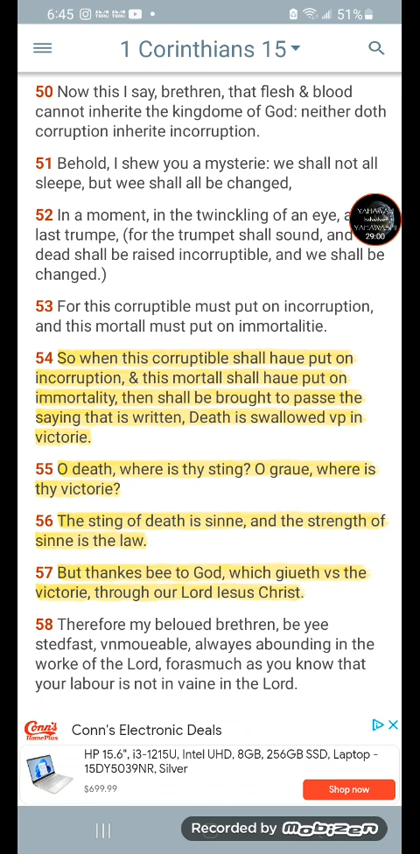 6:45 51%
1 Corinthians 15
50 Now this I say, brethren, that flesh & blood
cannot inherite the kingdome of God: neither doth
corruption inherite incorruption.
51 Behold, I shew you a mysterie: we shall not all
sleepe, but wee shall all be changed,
52 In a moment, in the twinckling of an eye,
last trumpe, (for the trumpet shall sound, and
dead shall be raised incorruptible, and we shall be
changed.)
YAHAWAH
YAHAWASHI
29:00
53 For this corruptible must put on incorruption,
and this mortall must put on immortalitie.
54 So when this corruptible shall haue put on
incorruption, & this mortall shall haue put on
immortality, then shall be brought to passe the
saying that is written, Death is swallowed vp in
victorie.
55 O death, where is thy sting? O graue, where is
thy victorie?
56 The sting of death is sinne, and the strength of
sinne is the law.
57 But thankes bee to God, which giueth vs the
victorie, through our Lord Iesus Christ.
58 Therefore my beloued brethren, be yee
stedfast, vnmoueable, alwayes abounding in the
worke of the Lord, forasmuch as you know that
your labour is not in vaine in the Lord.
Conn's
HomePlus
Conn's Electronic Deals
HP 15.6", i3-1215U, Intel UHD, 8GB, 256GB SSD, Laptop -
15DY5039NR, Silver
$699.99
Shop now
Recorded by mobizen